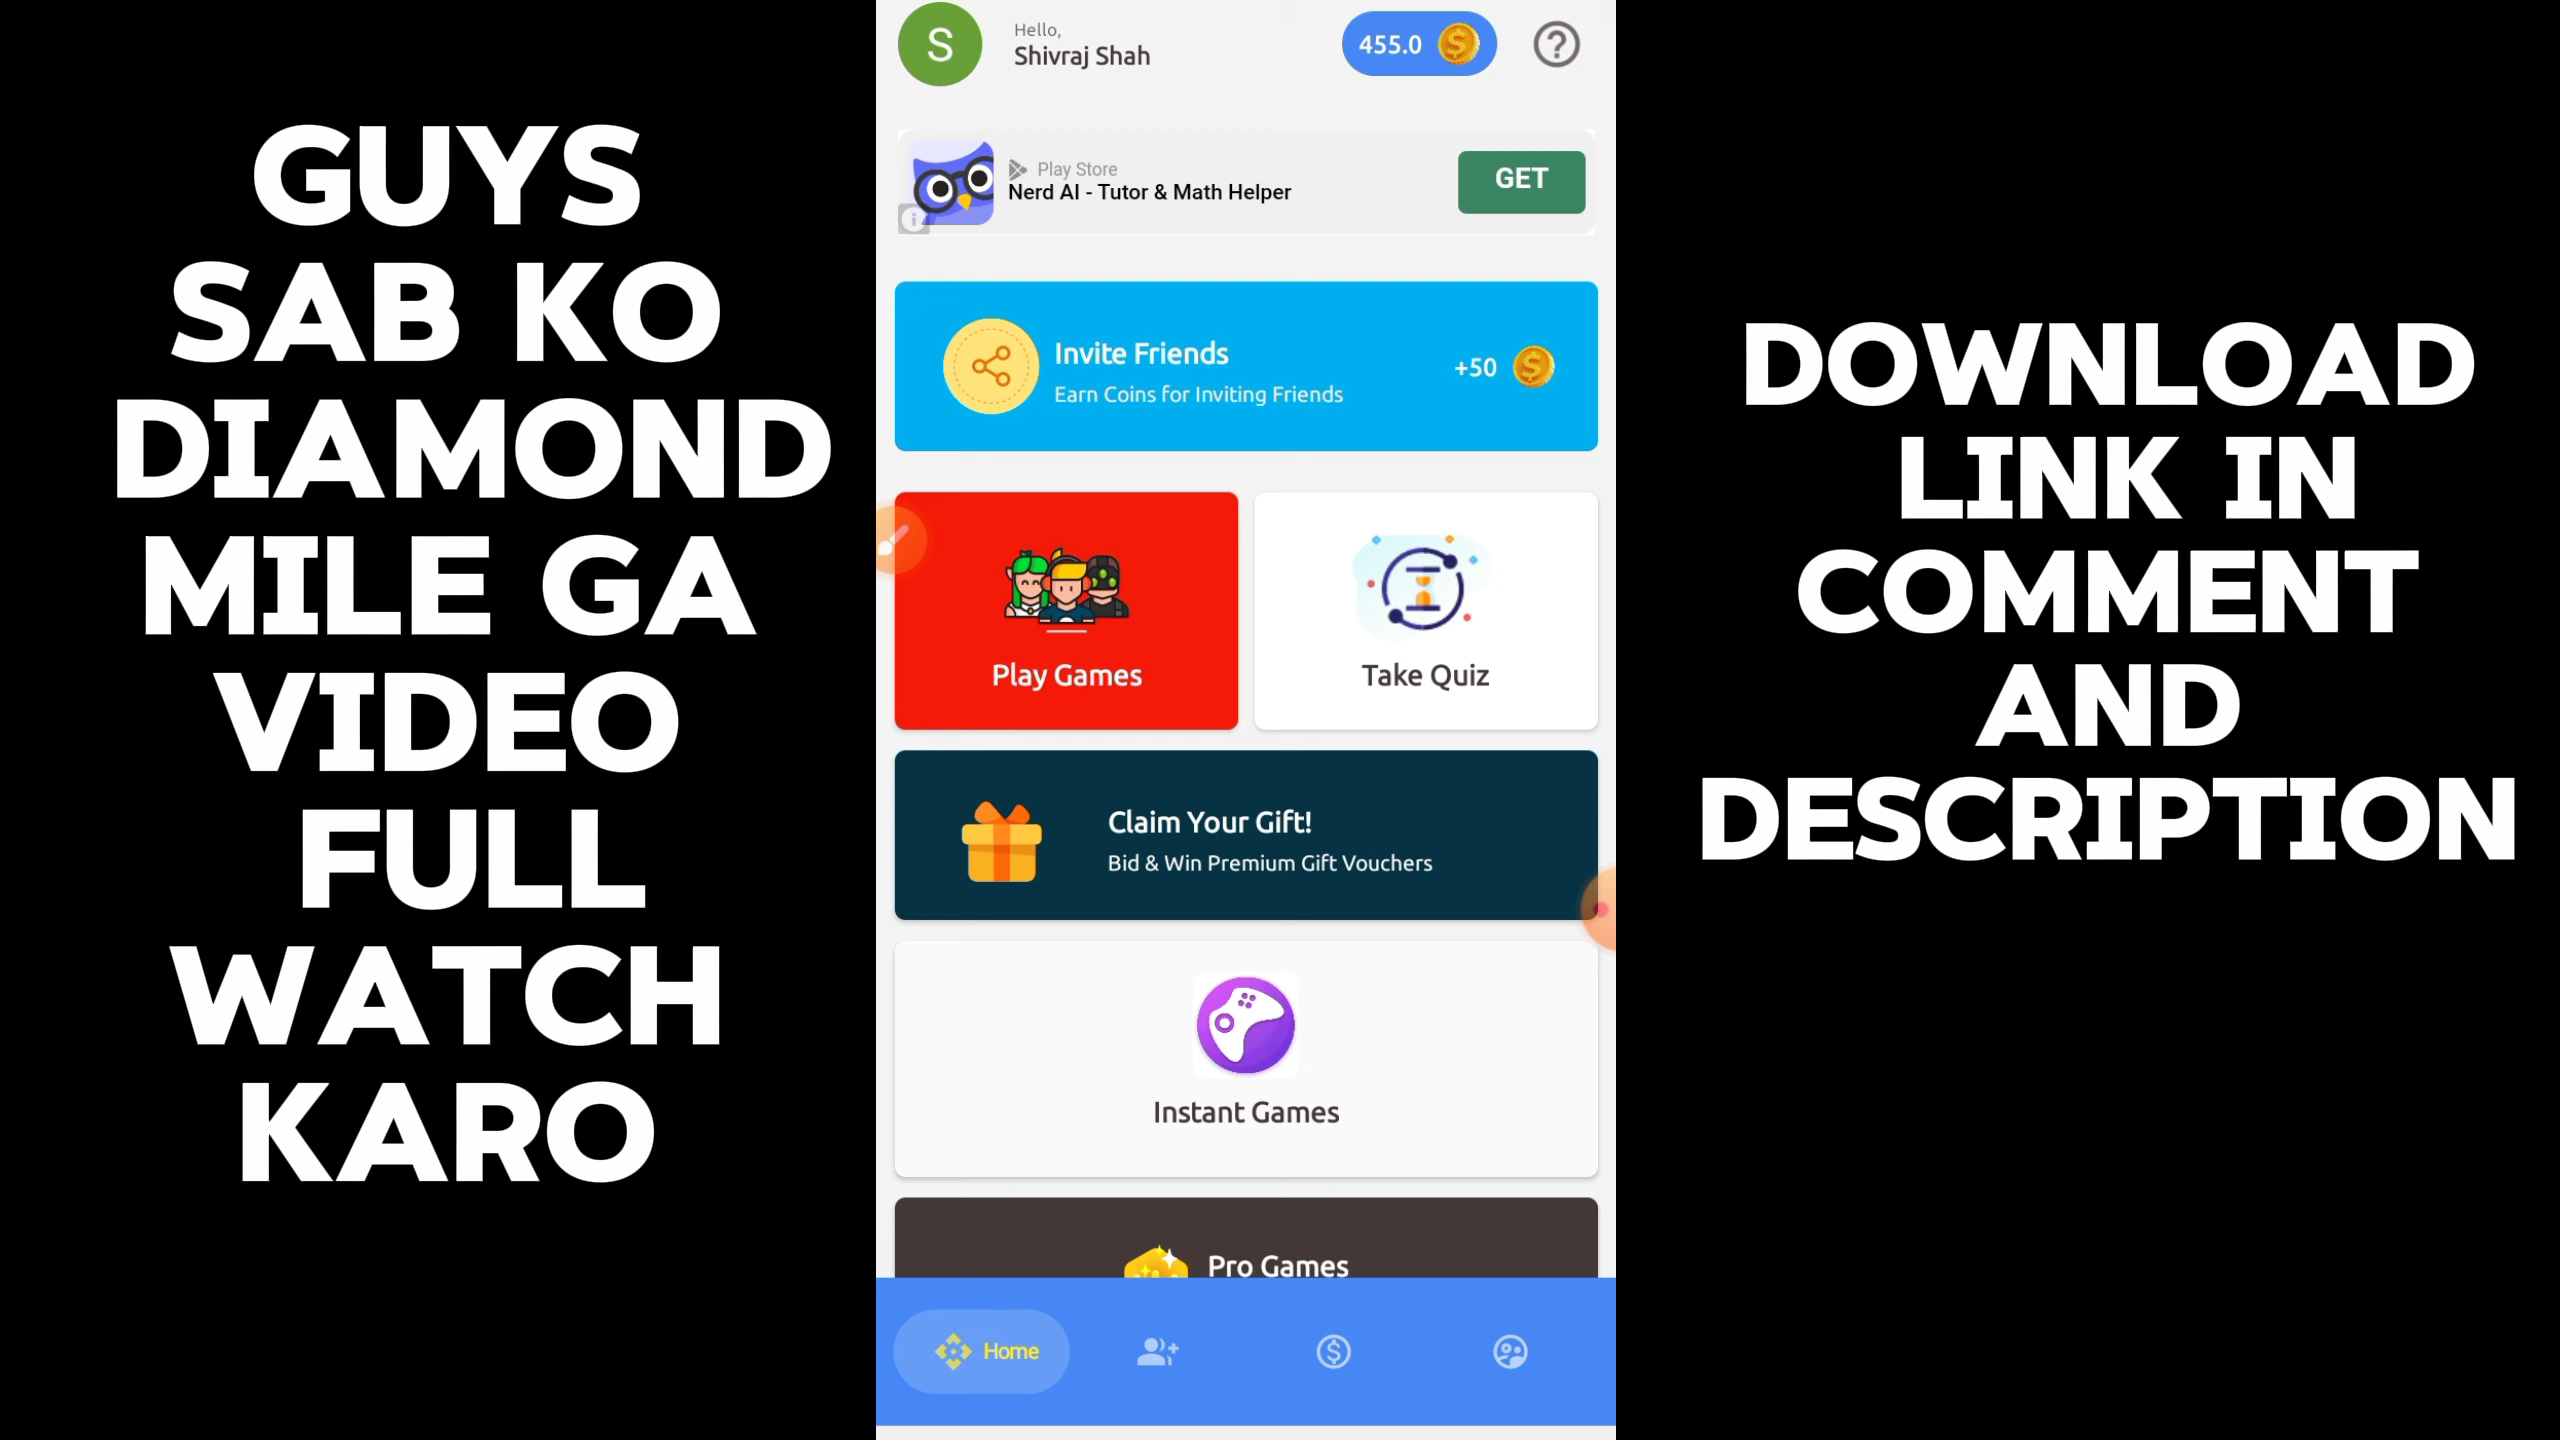 GUYS
SAB KO
DIAMOND
MILE GA
VIDEO
FULL
WATCH
KARO
S
Hello,
Shivraj Shah
455.0
Play Store
Nerd AI - Tutor & Math Helper
GET
Invite Friends
Earn Coins for Inviting Friends
+50
Play Games
Take Quiz
Claim Your Gift!
Bid & Win Premium Gift Vouchers
Instant Games
Pro Games
Home
DOWNLOAD
LINK IN
COMMENT
AND
DESCRIPTION